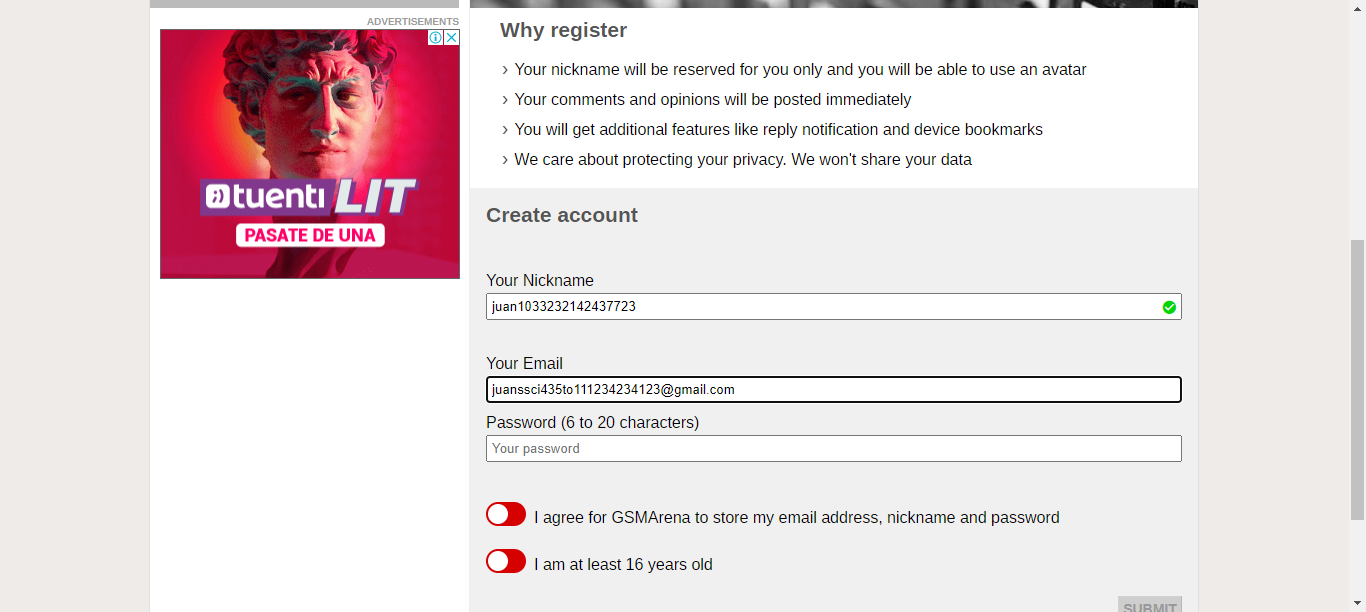 ADVERTISEMENTS
tuenti LIT
PASATE DE UNA
Why register
› Your nickname will be reserved for you only and you will be able to use an avatar
› Your comments and opinions will be posted immediately
› You will get additional features like reply notification and device bookmarks
› We care about protecting your privacy. We won't share your data
Create account
Your Nickname
juan1033232142437723
Your Email
juanssci435to111234234123@gmail.com
Password (6 to 20 characters)
Your password
I agree for GSMArena to store my email address, nickname and password
I am at least 16 years old
SUBMIT